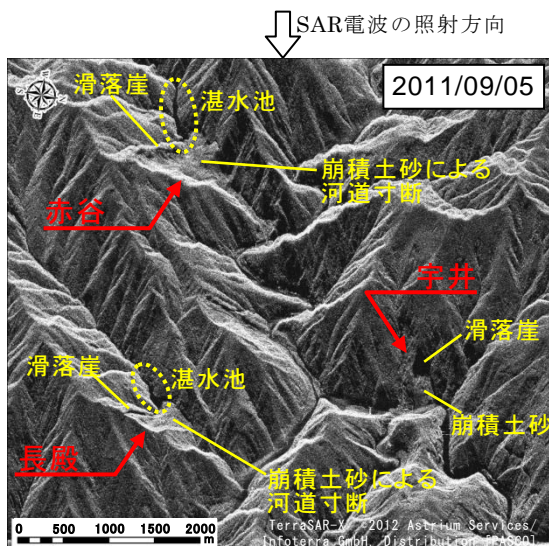 SAR電波の照射方向
2011/09/05
滑落崖
湛水池
崩積土砂による
河道寸断
赤谷
宇井
滑落崖
滑落崖
湛水池
崩積土砂
長殿
崩積土砂による
河道寸断
0 500 1000 1500 2000
m
TerraSAR-X/ ©2012 Astrium Services/
Infoterra GmbH, Distribution [PASCO]